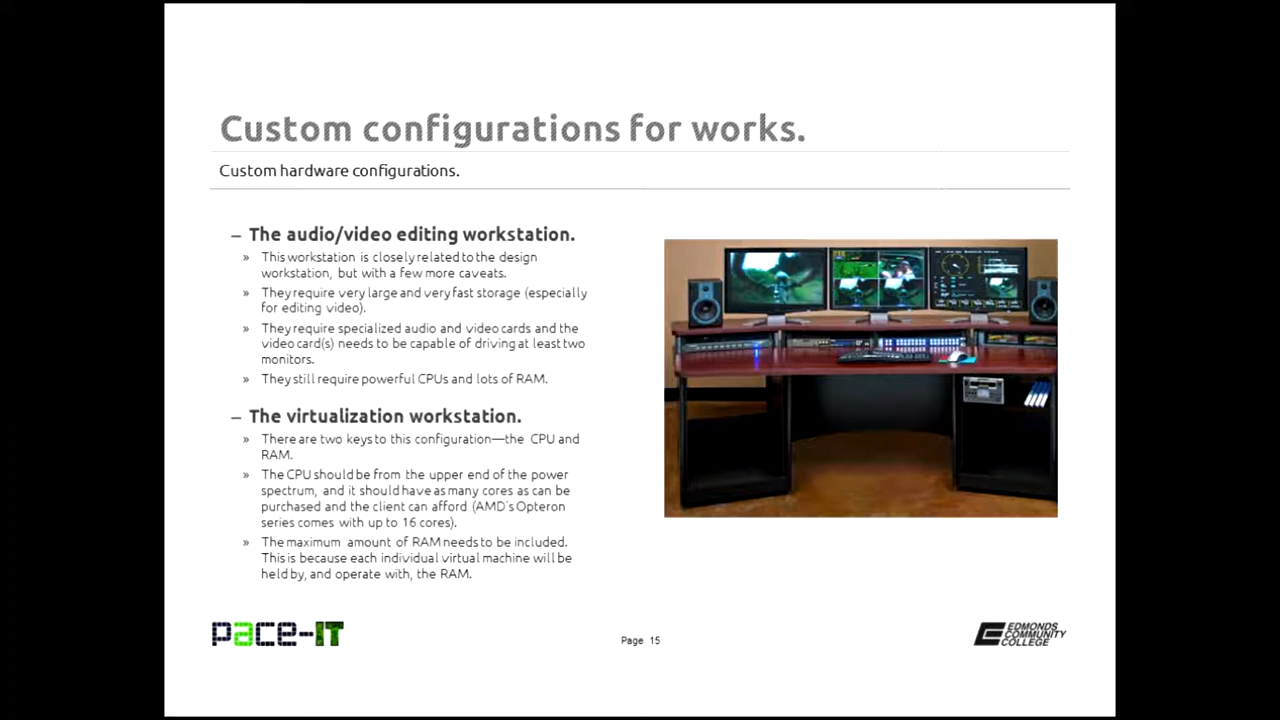 Custom configurations for works.
Custom hardware configurations.
– The audio/video editing workstation.
» This workstation is closely related to the design
workstation, but with a few more caveats.
» They require very large and very fast storage (especially
for editing video).
» They require specialized audio and video cards and the
video card(s) needs to be capable of driving at least two
monitors.
» They still require powerful CPUs and lots of RAM.
– The virtualization workstation.
» There are two keys to this configuration—the CPU and
RAM.
» The CPU should be from the upper end of the power
spectrum, and it should have as many cores as can be
purchased and the client can afford (AMD's Opteron
series comes with up to 16 cores).
» The maximum amount of RAM needs to be included.
This is because each individual virtual machine will be
held by, and operate with, the RAM.
pace-IT
Page 15
EDMONDS
COMMUNITY
COLLEGE